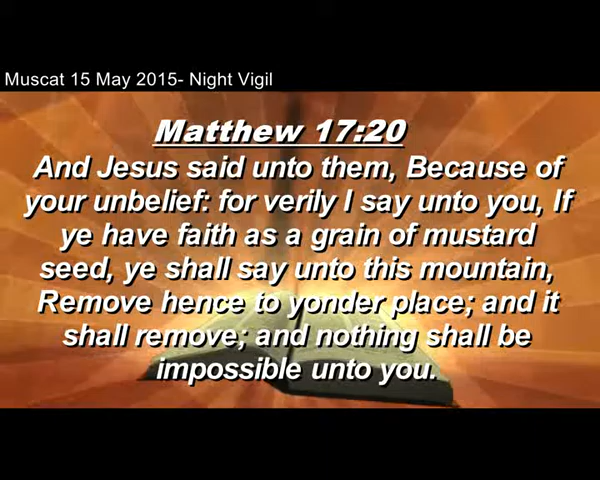 Muscat 15 May 2015- Night Vigil
Matthew 17:20
And Jesus said unto them, Because of
your unbelief: for verily I say unto you, If
ye have faith as a grain of mustard
seed, ye shall say unto this mountain,
Remove hence to yonder place; and it
shall remove; and nothing shall be
impossible unto you.